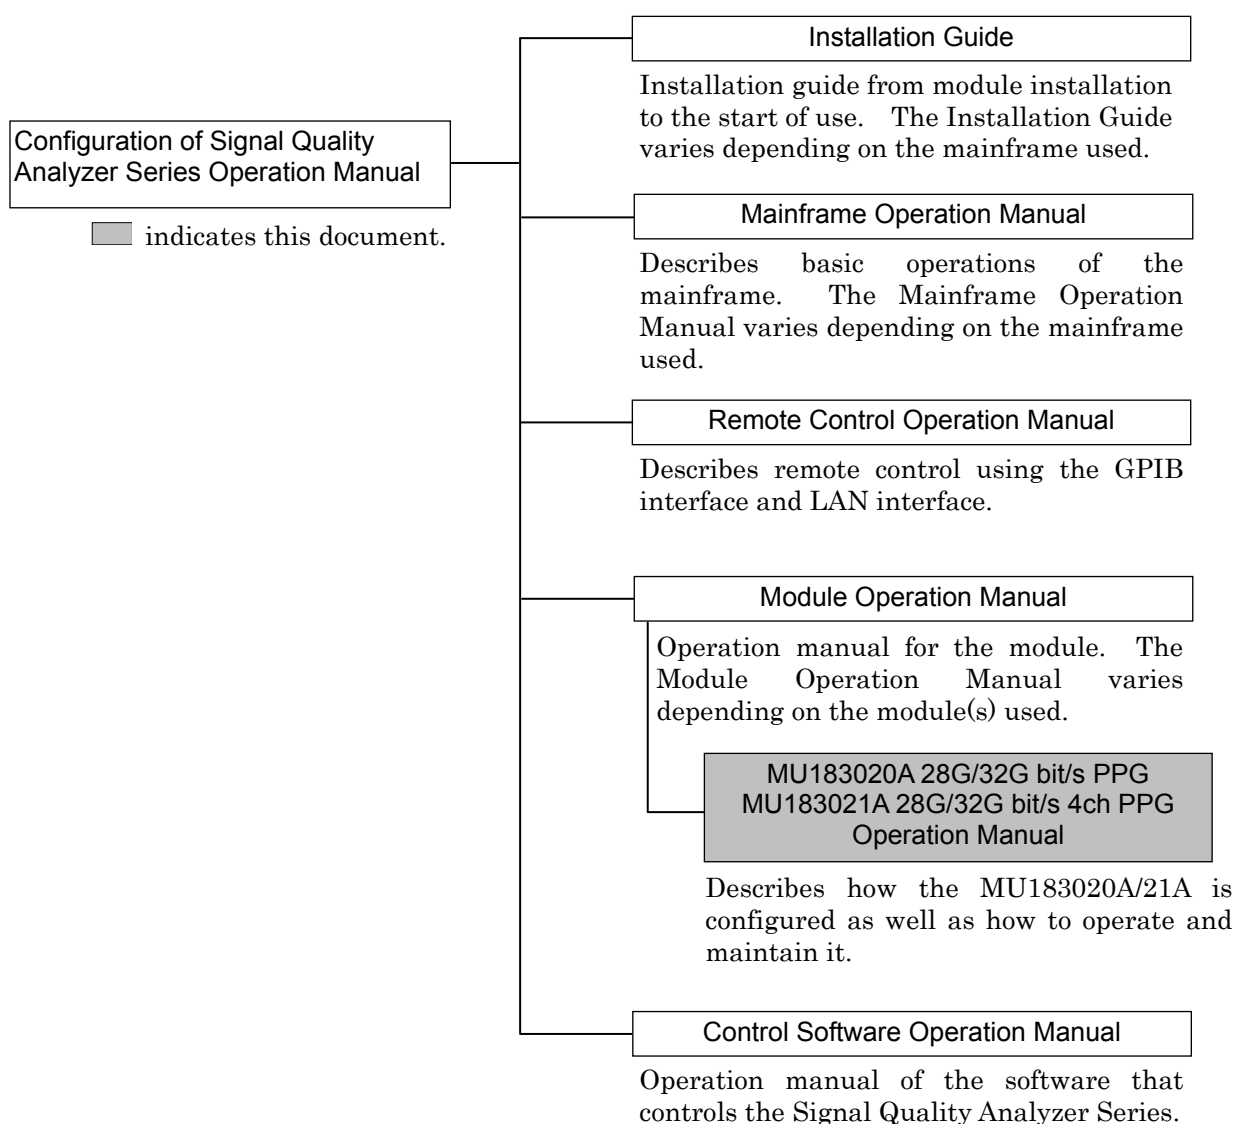 Configuration of Signal Quality
Analyzer Series Operation Manual
indicates this document.
Installation Guide
Installation guide from module installation
to the start of use. The Installation Guide
varies depending on the mainframe used.
Mainframe Operation Manual
Describes basic operations of the
mainframe. The Mainframe Operation
Manual varies depending on the mainframe
used.
Remote Control Operation Manual
Describes remote control using the GPIB
interface and LAN interface.
Module Operation Manual
Operation manual for the module. The
Module Operation Manual varies
depending on the module(s) used.
MU183020A 28G/32G bit/s PPG
MU183021A 28G/32G bit/s 4ch PPG
Operation Manual
Describes how the MU183020A/21A is
configured as well as how to operate and
maintain it.
Control Software Operation Manual
Operation manual of the software that
controls the Signal Quality Analyzer Series.